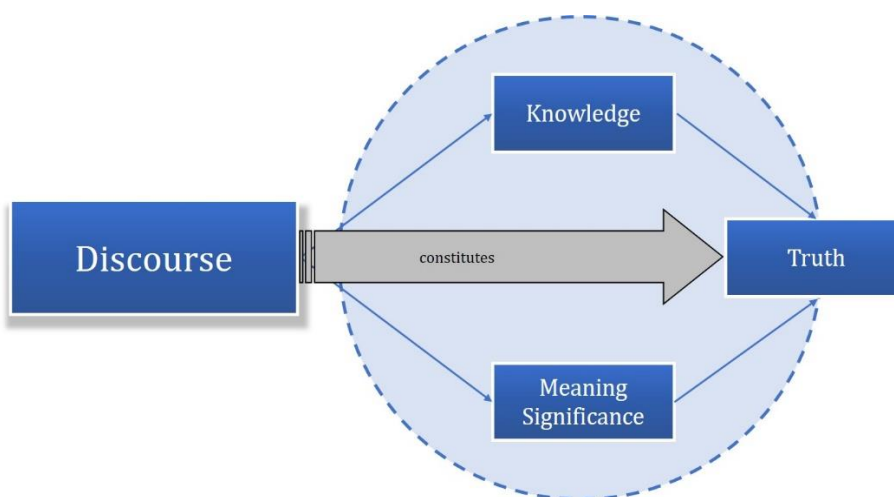 Knowledge
Discourse
constitutes
Truth
Meaning
Significance